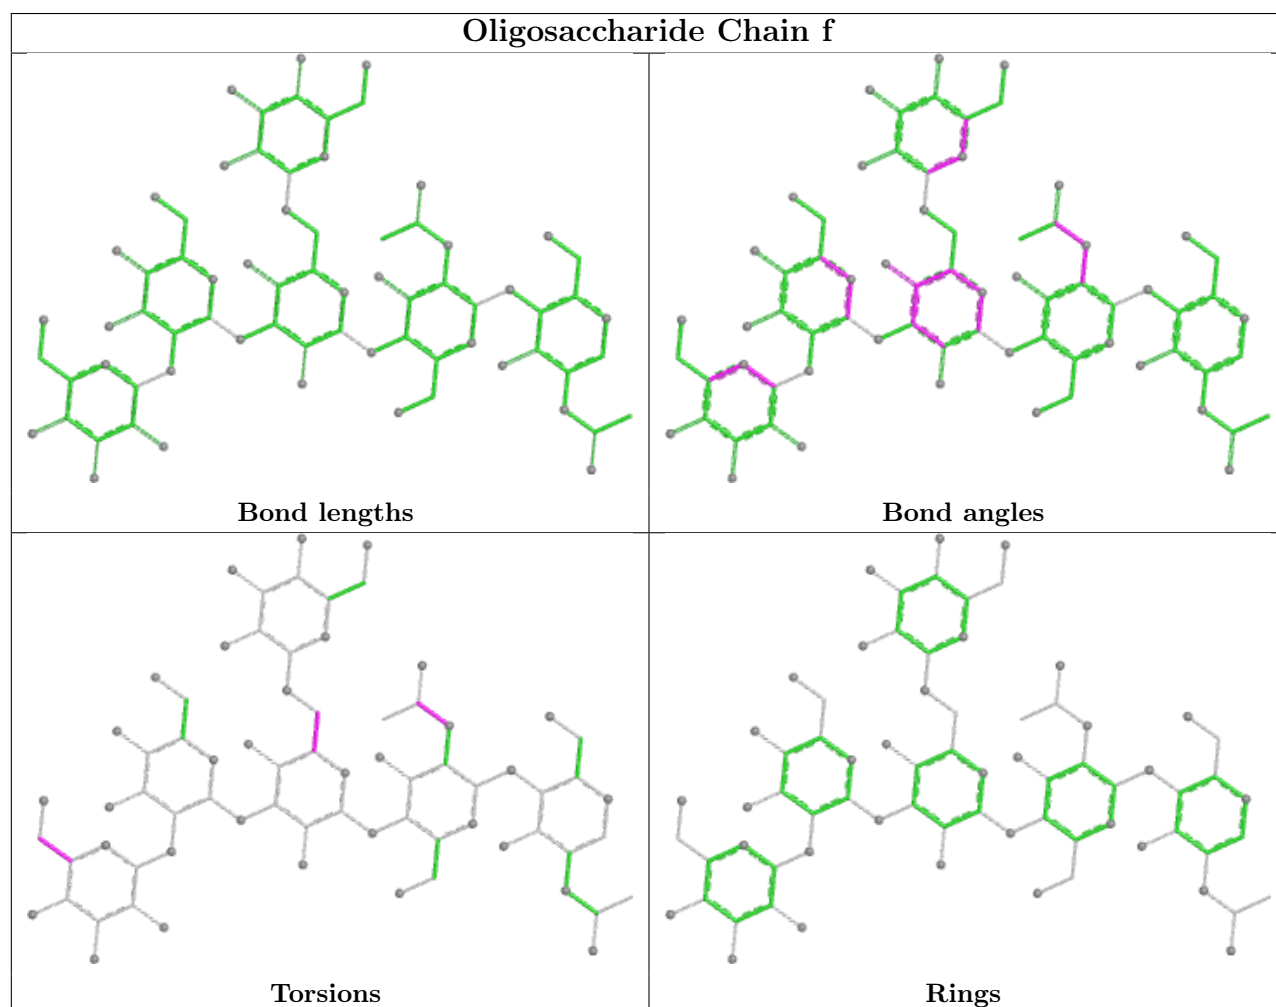 Oligosaccharide Chain f
Bond lengths
Bond angles
Torsions
Rings